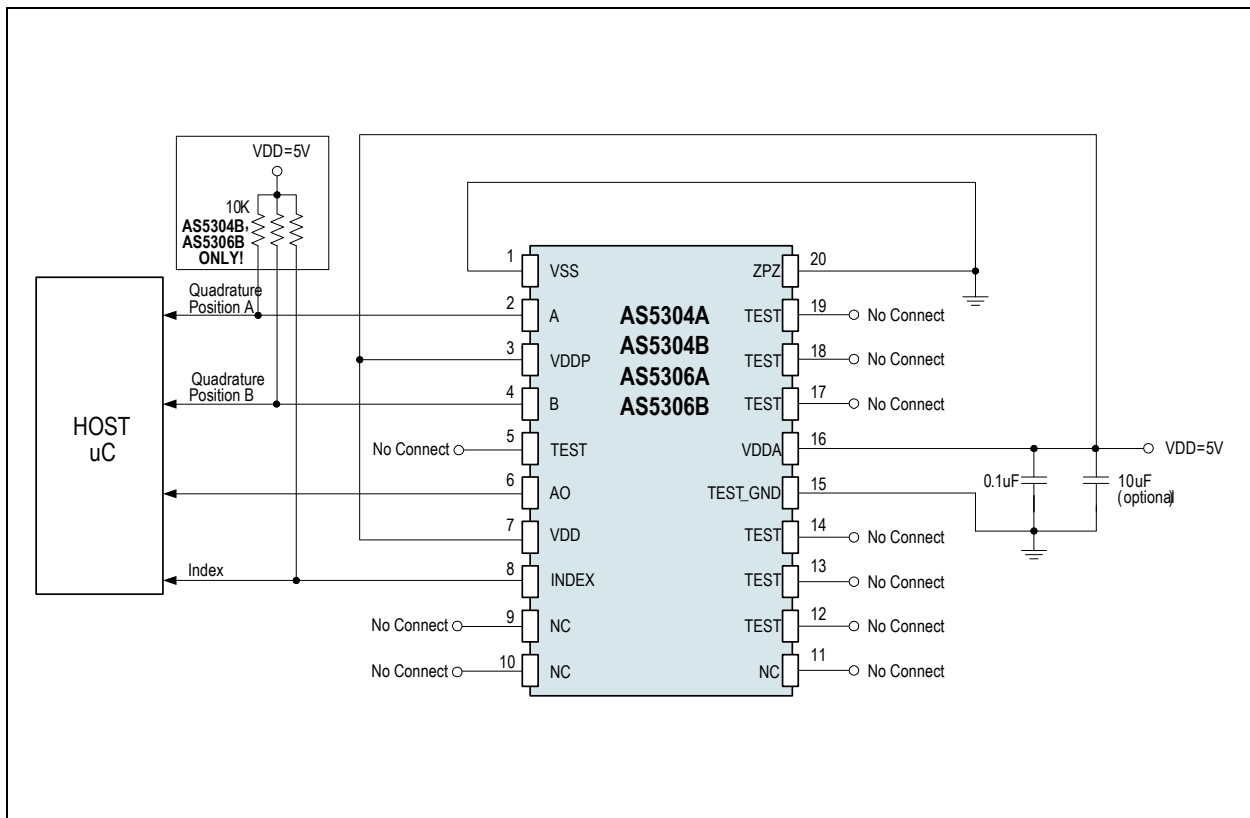 VDD=5V
10K
AS5304B,
AS5306B
ONLY!
HOST
uC
Quadrature
Position A
Quadrature
Position B
Index
No Connect
No Connect
No Connect
1 VSS
2 A
3 VDDP
4 B
5 TEST
6 AO
7 VDD
8 INDEX
9 NC
10 NC
AS5304A
AS5304B
AS5306A
AS5306B
ZPZ 20
TEST 19 No Connect
TEST 18 No Connect
TEST 17 No Connect
VDDA 16 VDD=5V
TEST_GND 15
TEST 14 No Connect
TEST 13 No Connect
TEST 12 No Connect
NC 11 No Connect
0.1uF
10uF
(optional)